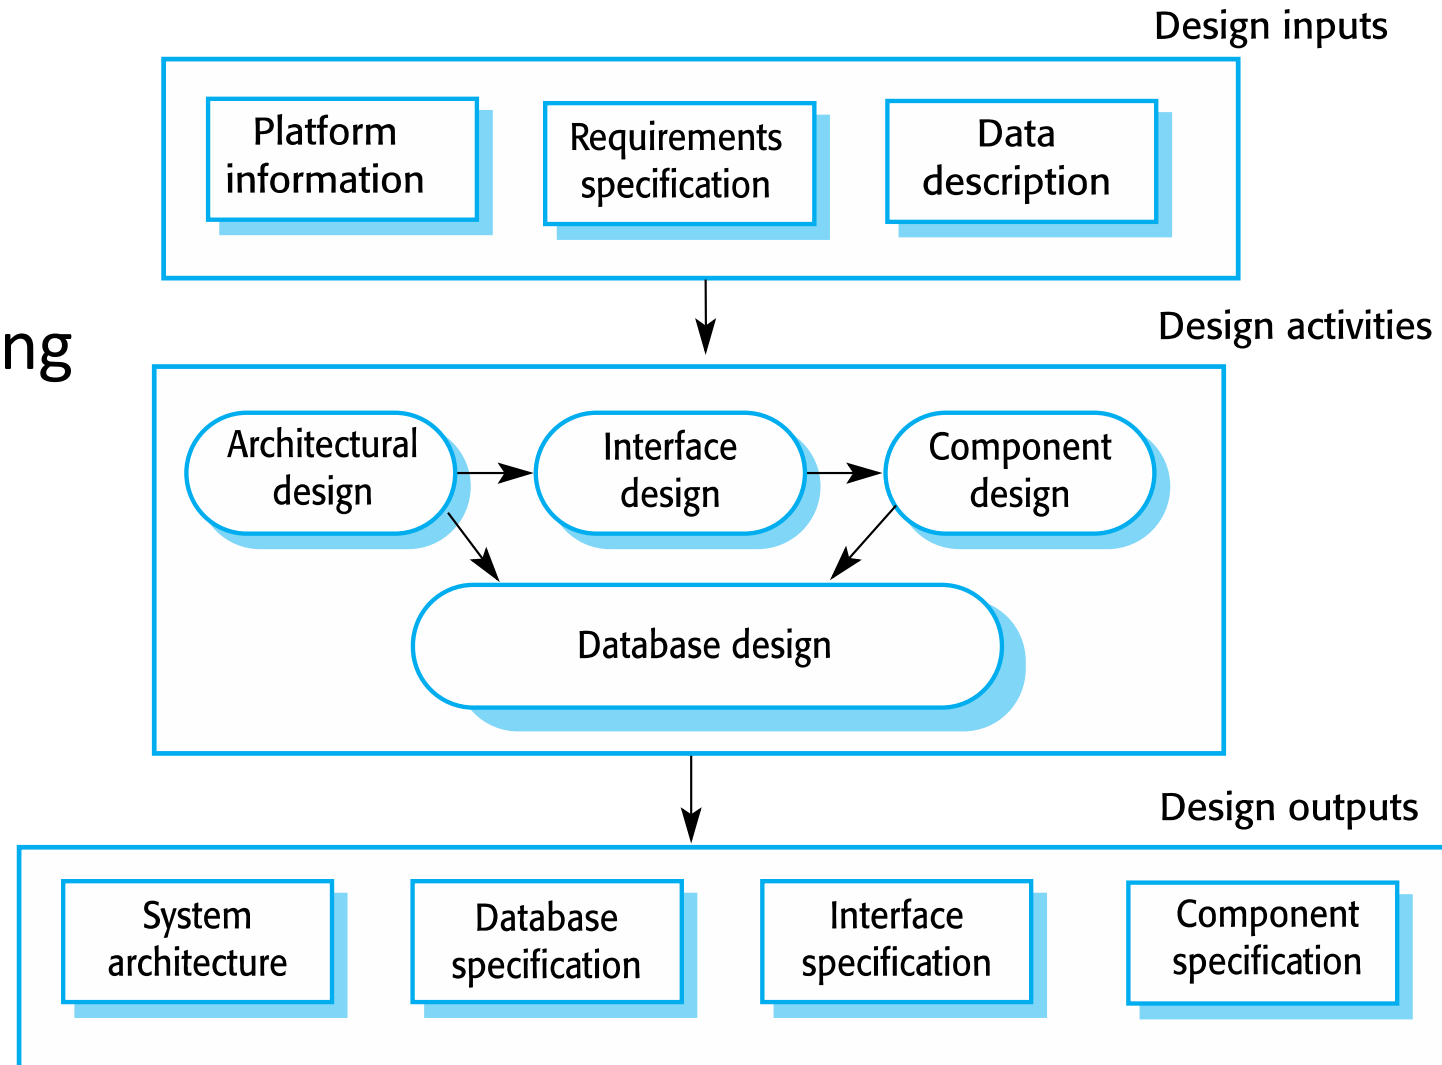 Design inputs
Platform
information
Requirements
specification
Data
description
ng
Design activities
Architectural
design
Interface
design
Component
design
Database design
Design outputs
System
architecture
Database
specification
Interface
specification
Component
specification